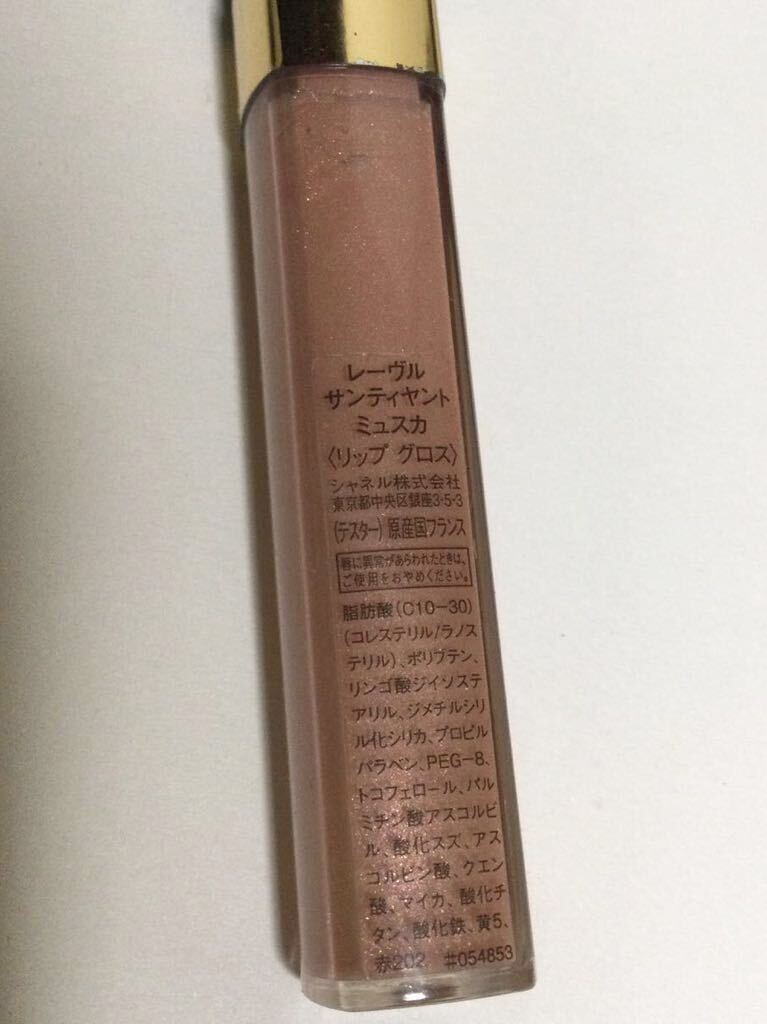 レーヴル
サンティヤント
ミュスカ
〈リップ グロス〉
シャネル株式会社
東京都中央区銀座3-5-3
(テスター) 原産国フランス
唇に異常があらわれたときは、
ご使用をおやめください。
脂肪酸(C10-30)
(コレステリル/ラノス
テリル)、ポリブテン、
リンゴ酸ジイソステ
アリル、ジメチルシリ
ル化シリカ、プロピル
パラベン、PEG-8、
トコフェロール、パル
ミチン酸アスコルビ
ル、酸化スズ、アス
コルビン酸、クエン
酸、マイカ、酸化チ
タン、酸化鉄、黄5、
赤202 #054853